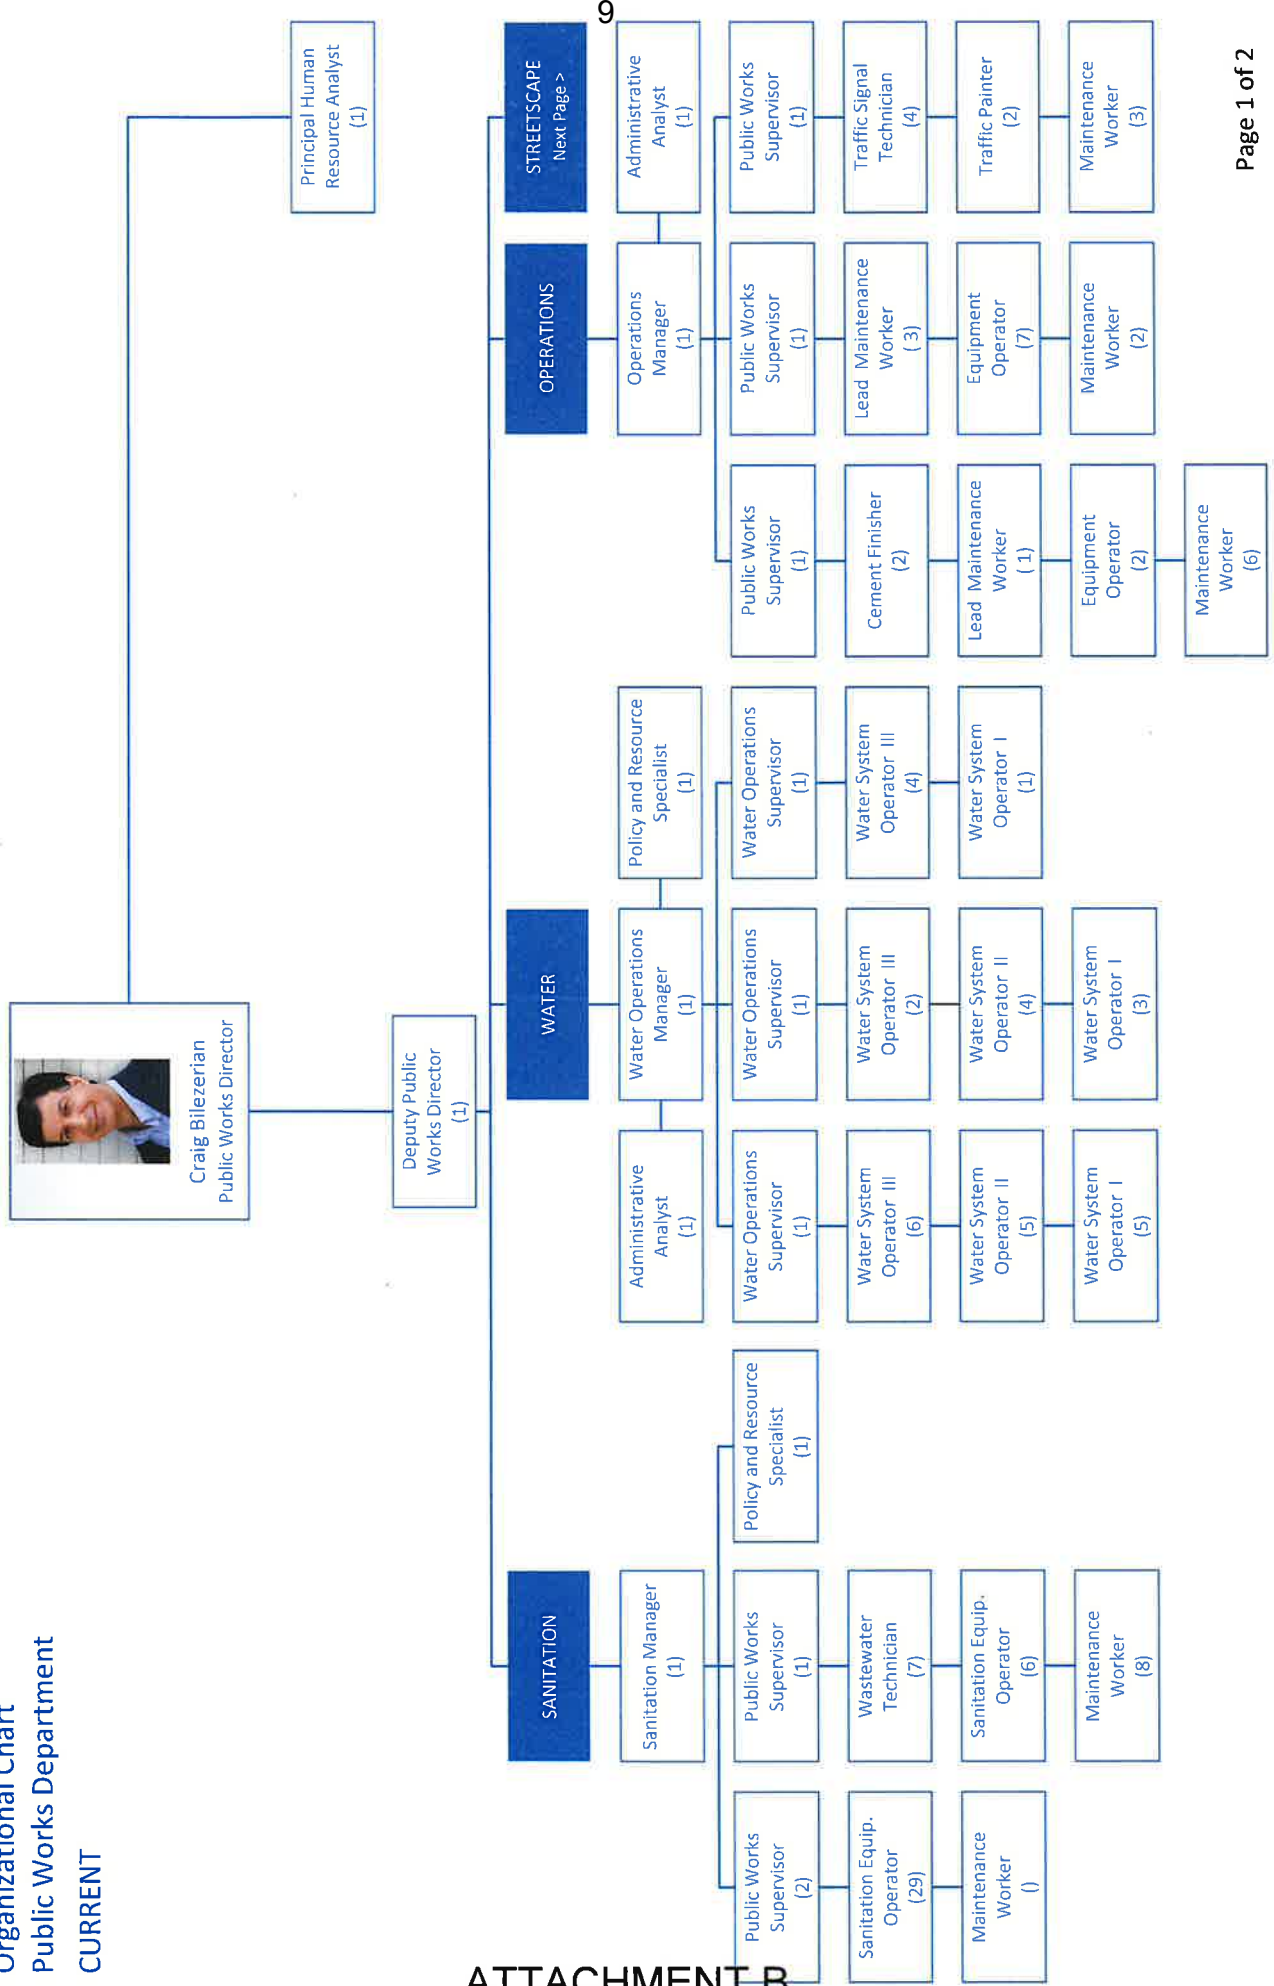 Organizational Chart
Public Works Department
CURRENT
Craig Bilezerian
Public Works Director
Principal Human
Resource Analyst
(1)
Deputy Public
Works Director
(1)
SANITATION
WATER
OPERATIONS
STREETSCAPE
Next Page >
Sanitation Manager
(1)
Public Works
Supervisor
(2)
Sanitation Equip.
Operator
(29)
Maintenance
Worker
()
Public Works
Supervisor
(1)
Wastewater
Technician
(7)
Sanitation Equip.
Operator
(6)
Maintenance
Worker
(8)
Policy and Resource
Specialist
(1)
Administrative
Analyst
(1)
Water Operations
Manager
(1)
Policy and Resource
Specialist
(1)
Water Operations
Supervisor
(1)
Water System
Operator III
(6)
Water System
Operator II
(5)
Water System
Operator I
(5)
Water Operations
Supervisor
(1)
Water System
Operator III
(2)
Water System
Operator II
(4)
Water System
Operator I
(3)
Water Operations
Supervisor
(1)
Water System
Operator III
(4)
Water System
Operator I
(1)
Operations
Manager
(1)
Administrative
Analyst
(1)
Public Works
Supervisor
(1)
Cement Finisher
(2)
Lead Maintenance
Worker
( 1)
Equipment
Operator
(2)
Maintenance
Worker
(6)
Public Works
Supervisor
(1)
Lead Maintenance
Worker
( 3)
Equipment
Operator
(7)
Maintenance
Worker
(2)
Public Works
Supervisor
(1)
Traffic Signal
Technician
(4)
Traffic Painter
(2)
Maintenance
Worker
(3)
Page 1 of 2
9
ATTACHMENT B